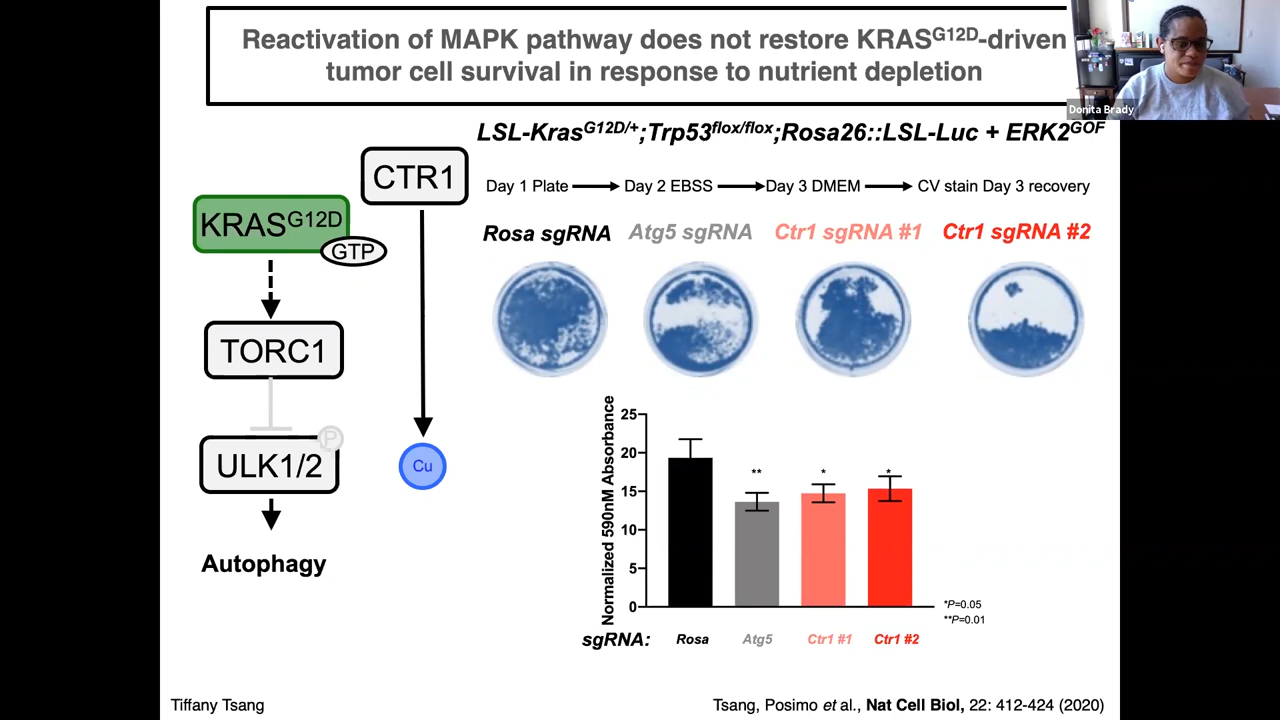 Reactivation of MAPK pathway does not restore KRASG12D-driven
tumor cell survival in response to nutrient depletion
Donita Brady
LSL-KrasG12D/+;Trp53flox/flox;Rosa26::LSL-Luc + ERK2GOF
CTR1
Day 1 Plate
Day 2 EBSS
Day 3 DMEM
CV stain Day 3 recovery
KRASG12D
GTP
Rosa sgRNA
Atg5 sgRNA
Ctr1 sgRNA #1
Ctr1 sgRNA #2
TORC1
P
ULK1/2
Cu
Autophagy
Normalized 590nM Absorbance
25
20
15
10
5
0
**
*
*
*P=0.05
**P=0.01
sgRNA:
Rosa
Atg5
Ctr1 #1
Ctr1 #2
Tiffany Tsang
Tsang, Posimo et al., Nat Cell Biol, 22: 412-424 (2020)